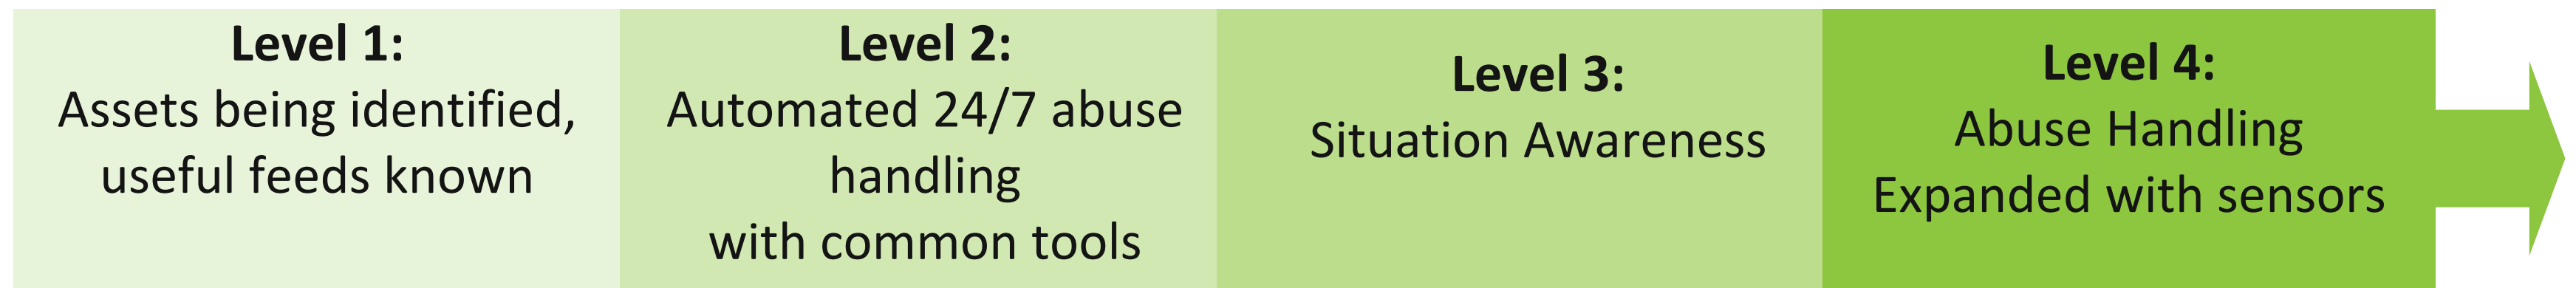 Level 1:
Assets being identified,
useful feeds known
Level 2:
Automated 24/7 abuse
handling
with common tools
Level 3:
Situation Awareness
Level 4:
Abuse Handling
Expanded with sensors